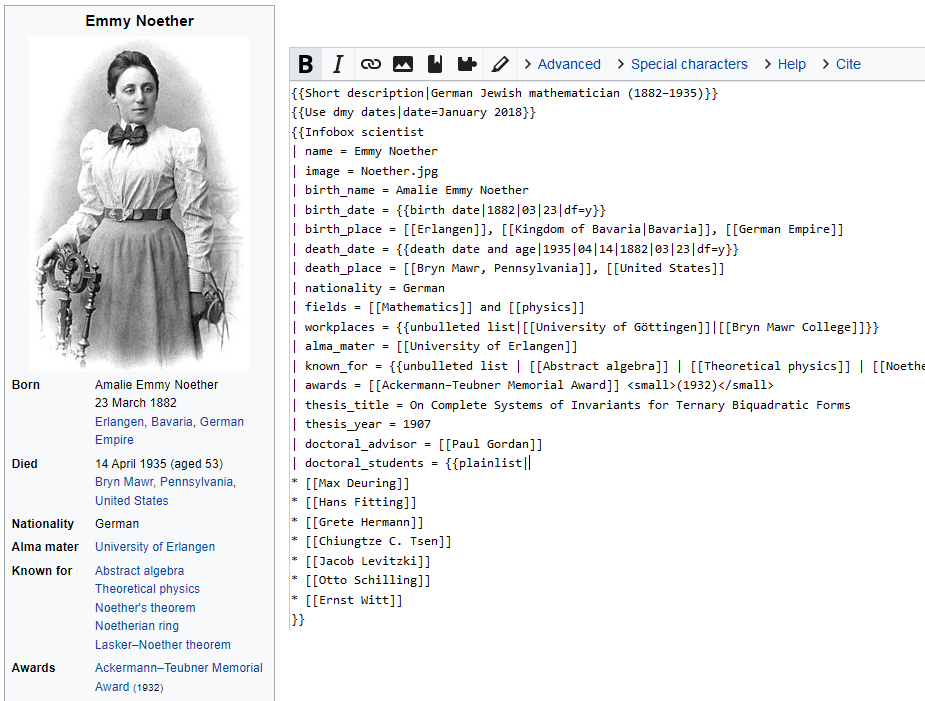 Emmy Noether
Born
Amalie Emmy Noether
23 March 1882
Erlangen, Bavaria, German
Empire
Died
14 April 1935 (aged 53)
Bryn Mawr, Pennsylvania,
United States
Nationality
German
Alma mater
University of Erlangen
Known for
Abstract algebra
Theoretical physics
Noether's theorem
Noetherian ring
Lasker–Noether theorem
Awards
Ackermann–Teubner Memorial
Award (1932)
B I > Advanced > Special characters > Help > Cite
{{Short description|German Jewish mathematician (1882–1935)}}
{{Use dmy dates|date=January 2018}}
{{Infobox scientist
| name = Emmy Noether
| image = Noether.jpg
| birth_name = Amalie Emmy Noether
| birth_date = {{birth date|1882|03|23|df=y}}
| birth_place = [[Erlangen]], [[Kingdom of Bavaria|Bavaria]], [[German Empire]]
| death_date = {{death date and age|1935|04|14|1882|03|23|df=y}}
| death_place = [[Bryn Mawr, Pennsylvania]], [[United States]]
| nationality = German
| fields = [[Mathematics]] and [[physics]]
| workplaces = {{unbulleted list|[[University of Göttingen]]|[[Bryn Mawr College]]}}
| alma_mater = [[University of Erlangen]]
| known_for = {{unbulleted list | [[Abstract algebra]] | [[Theoretical physics]] | [[Noethe
| awards = [[Ackermann–Teubner Memorial Award]] <small>(1932)</small>
| thesis_title = On Complete Systems of Invariants for Ternary Biquadratic Forms
| thesis_year = 1907
| doctoral_advisor = [[Paul Gordan]]
| doctoral_students = {{plainlist|
* [[Max Deuring]]
* [[Hans Fitting]]
* [[Grete Hermann]]
* [[Chiungtze C. Tsen]]
* [[Jacob Levitzki]]
* [[Otto Schilling]]
* [[Ernst Witt]]
}}